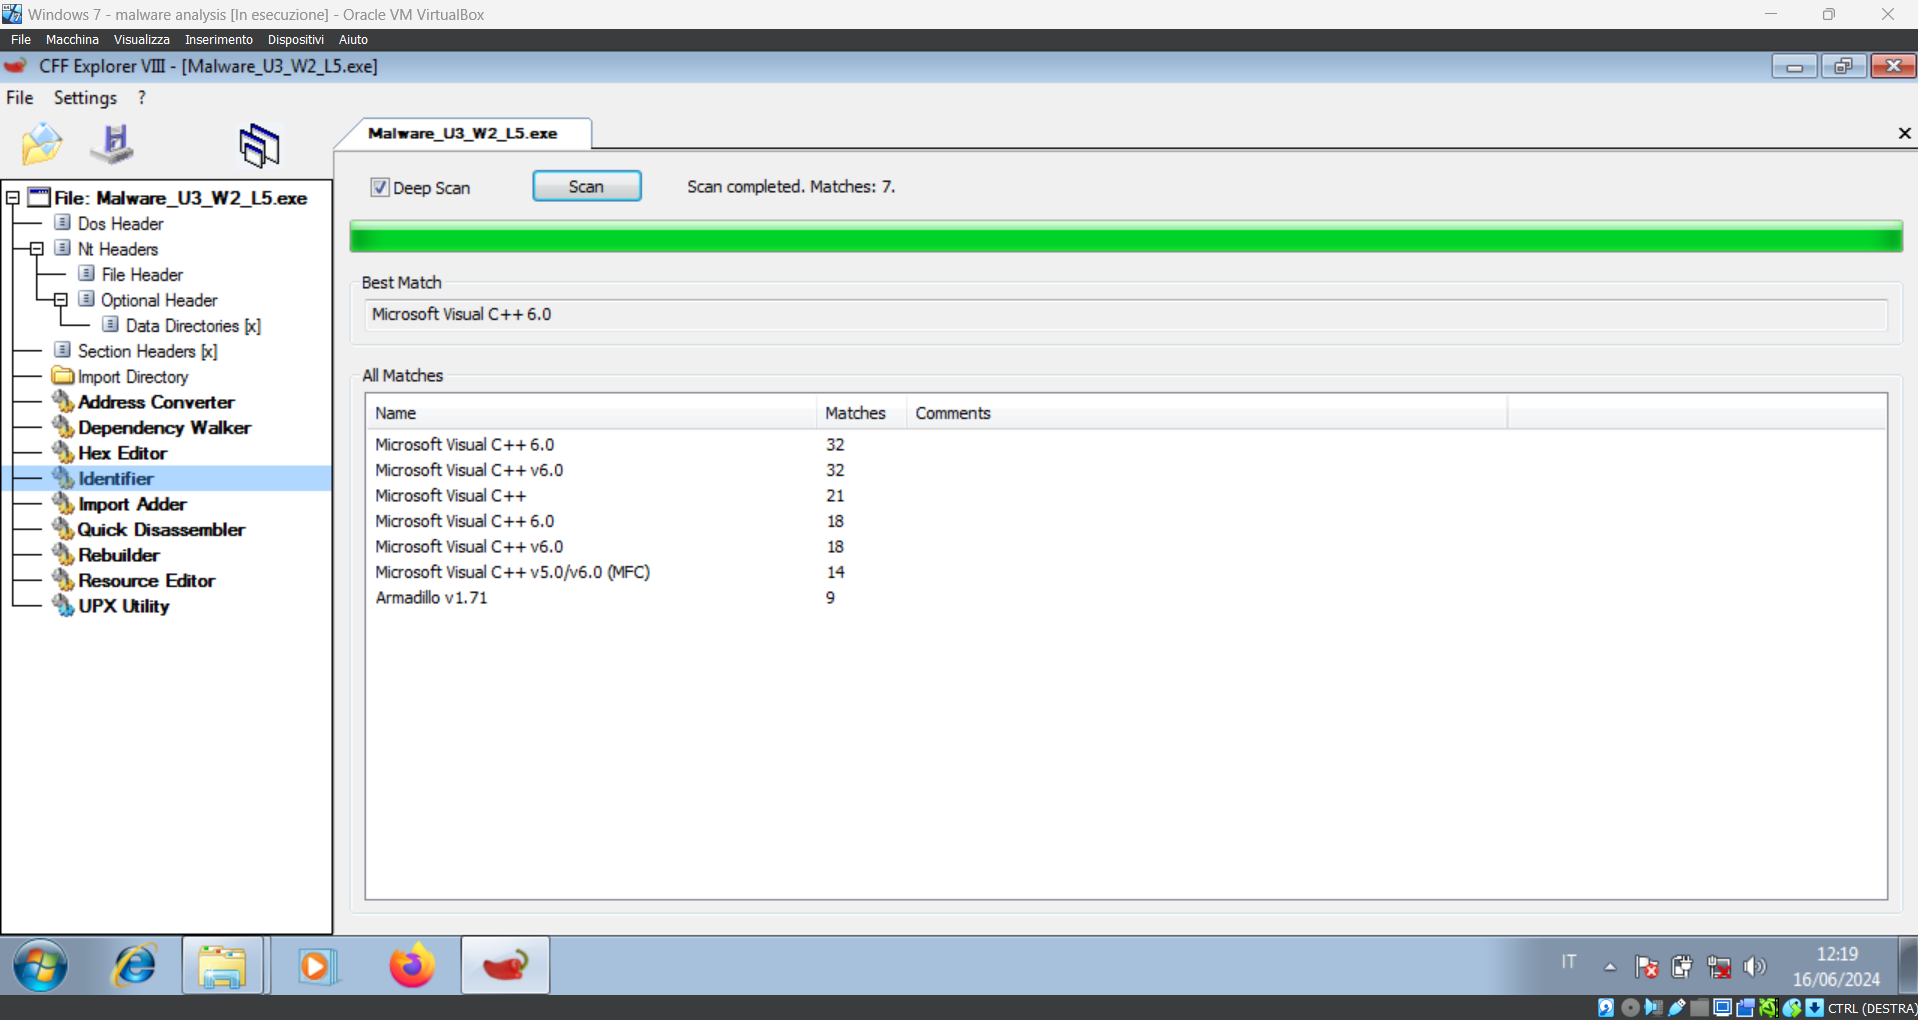 Windows 7 - malware analysis [In esecuzione] - Oracle VM VirtualBox
File Macchina Visualizza Inserimento Dispositivi Aiuto
CFF Explorer VIII - [Malware_U3_W2_L5.exe]
File Settings ?
Malware_U3_W2_L5.exe
Deep Scan Scan Scan completed. Matches: 7.
File: Malware_U3_W2_L5.exe
Dos Header
Nt Headers
File Header
Optional Header
Data Directories [x]
Section Headers [x]
Import Directory
Address Converter
Dependency Walker
Hex Editor
Identifier
Import Adder
Quick Disassembler
Rebuilder
Resource Editor
UPX Utility
Best Match
Microsoft Visual C++ 6.0
All Matches
Name Matches Comments
Microsoft Visual C++ 6.0 32
Microsoft Visual C++ v6.0 32
Microsoft Visual C++ 21
Microsoft Visual C++ 6.0 18
Microsoft Visual C++ v6.0 18
Microsoft Visual C++ v5.0/v6.0 (MFC) 14
Armadillo v1.71 9
IT
12:19
16/06/2024
CTRL (DESTRA)